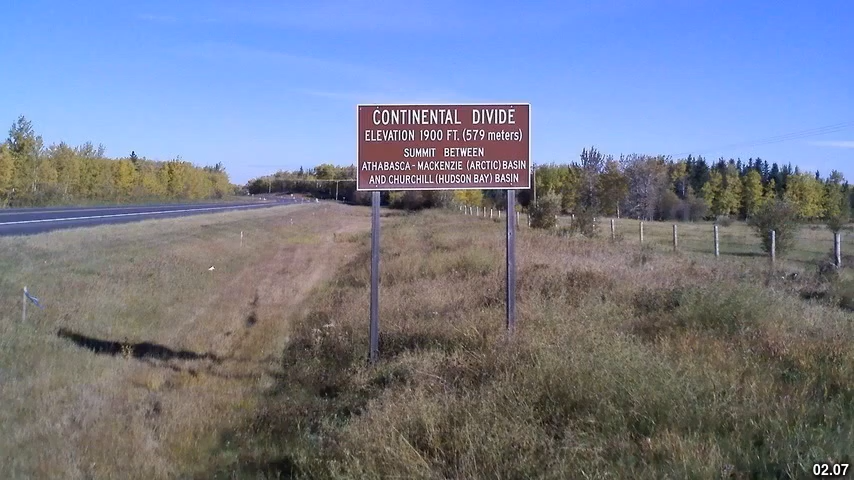 CONTINENTAL DIVIDE
ELEVATION 1900 FT. (579 meters)
SUMMIT BETWEEN
ATHABASCA-MACKENZIE (ARCTIC) BASIN
AND CHURCHILL (HUDSON BAY) BASIN
02.07